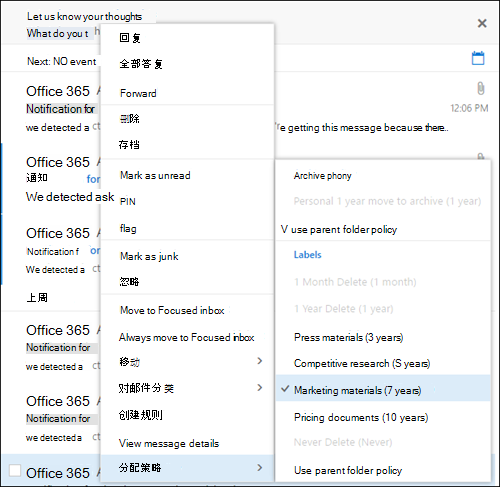 Let us know your thoughts
What do you t
Next: NO event
Office 365
Notification for
12:06 PM
we detected a
're getting this message because there..
Office 365
通知
for
We detected ask
Office 365
Notification f
or
We detected a
上周
Office 365
Notification for
we detected a
Office 365
Notification for
we detected a
Office 365
回复
全部答复
Forward
删除
存档
Mark as unread
PIN
flag
Mark as junk
忽略
Move to Focused inbox
Always move to Focused inbox
移动
对邮件分类
创建规则
View message details
分配策略
Archive phony
Personal 1 year move to archive (1 year)
V use parent folder policy
Labels
1 Month Delete (1 month)
1 Year Delete (1 year)
Press materials (3 years)
Competitive research (S years)
Marketing materials (7 years)
Pricing documents (10 years)
Never Delete (Never)
Use parent folder policy